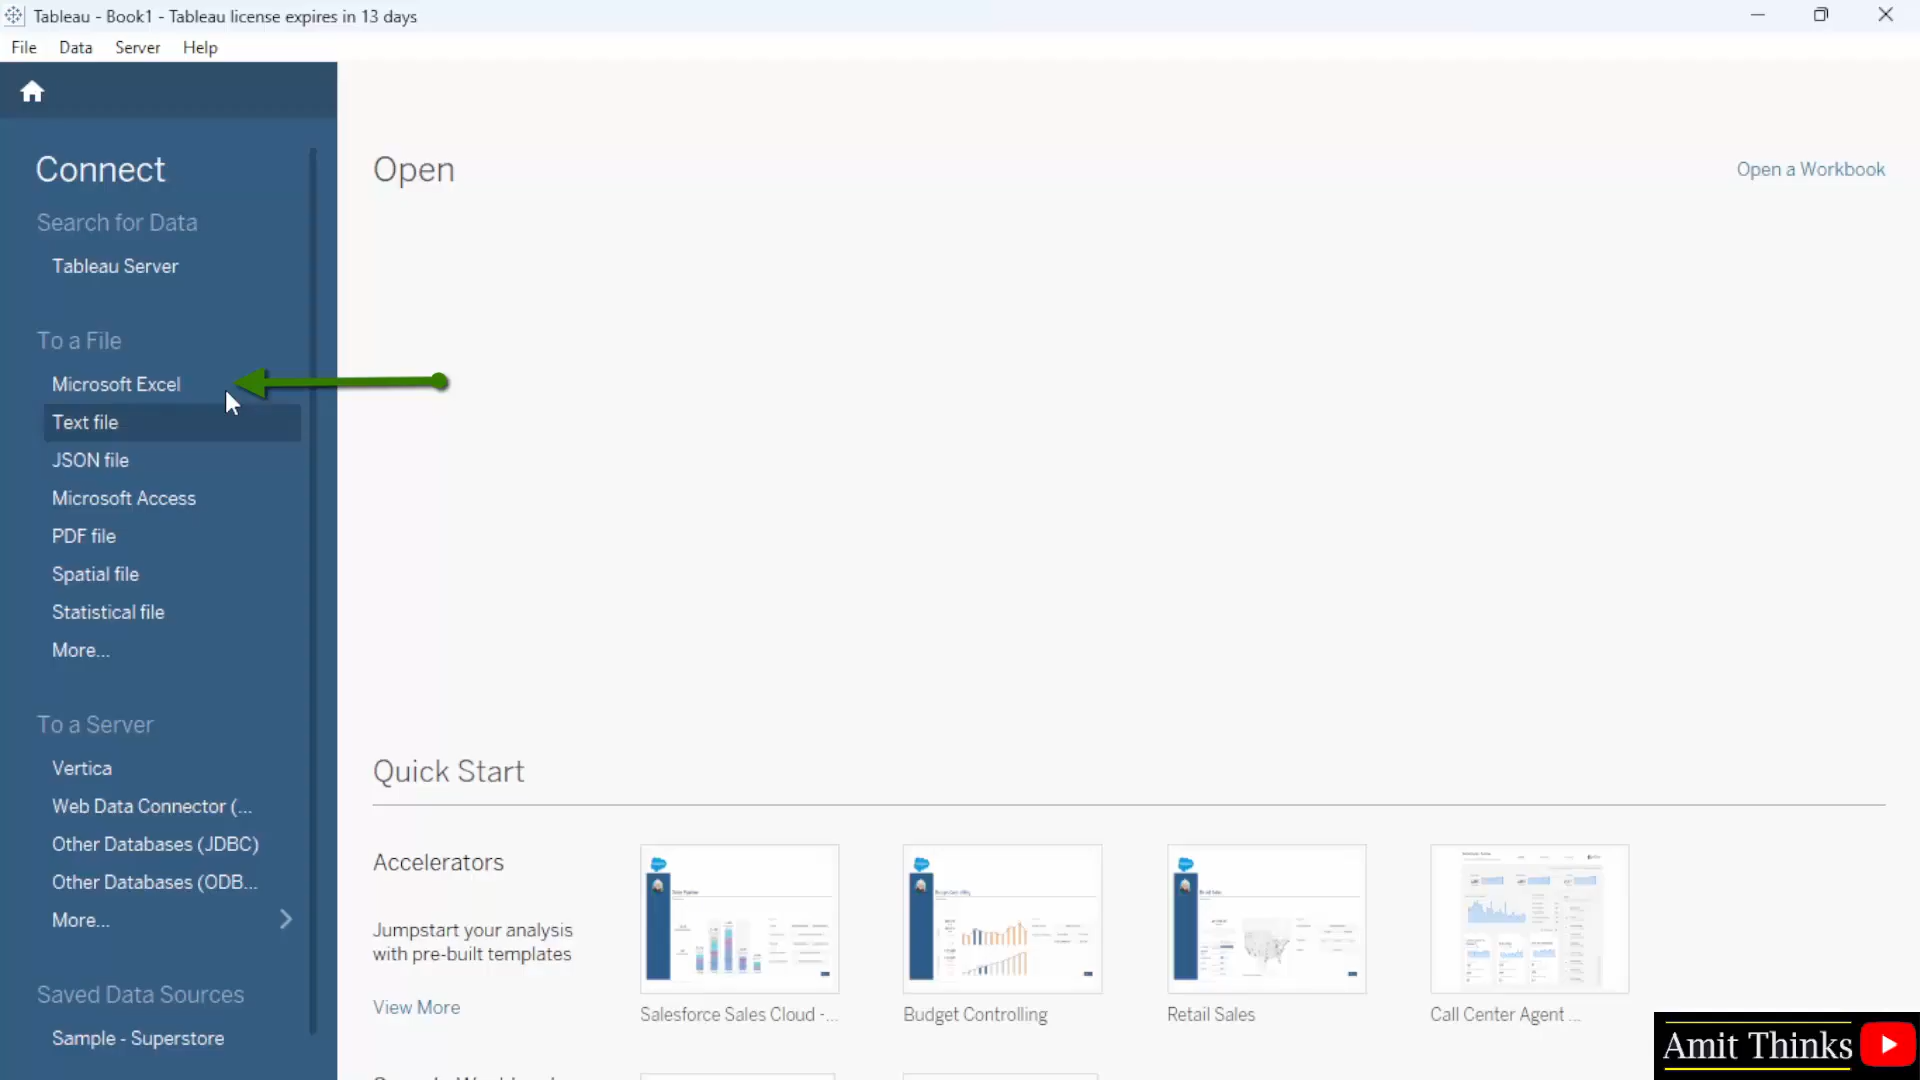 Tableau - Book1 - Tableau license expires in 13 days
File Data Server Help
Connect
Search for Data
Tableau Server
To a File
Microsoft Excel
Text file
JSON file
Microsoft Access
PDF file
Spatial file
Statistical file
More...
To a Server
Vertica
Web Data Connector (...
Other Databases (JDBC)
Other Databases (ODB...
More...
Saved Data Sources
Sample - Superstore
Open
Open a Workbook
Quick Start
Accelerators
Jumpstart your analysis
with pre-built templates
View More
Salesforce Sales Cloud -...
Budget Controlling
Retail Sales
Call Center Agent ...
Amit Thinks